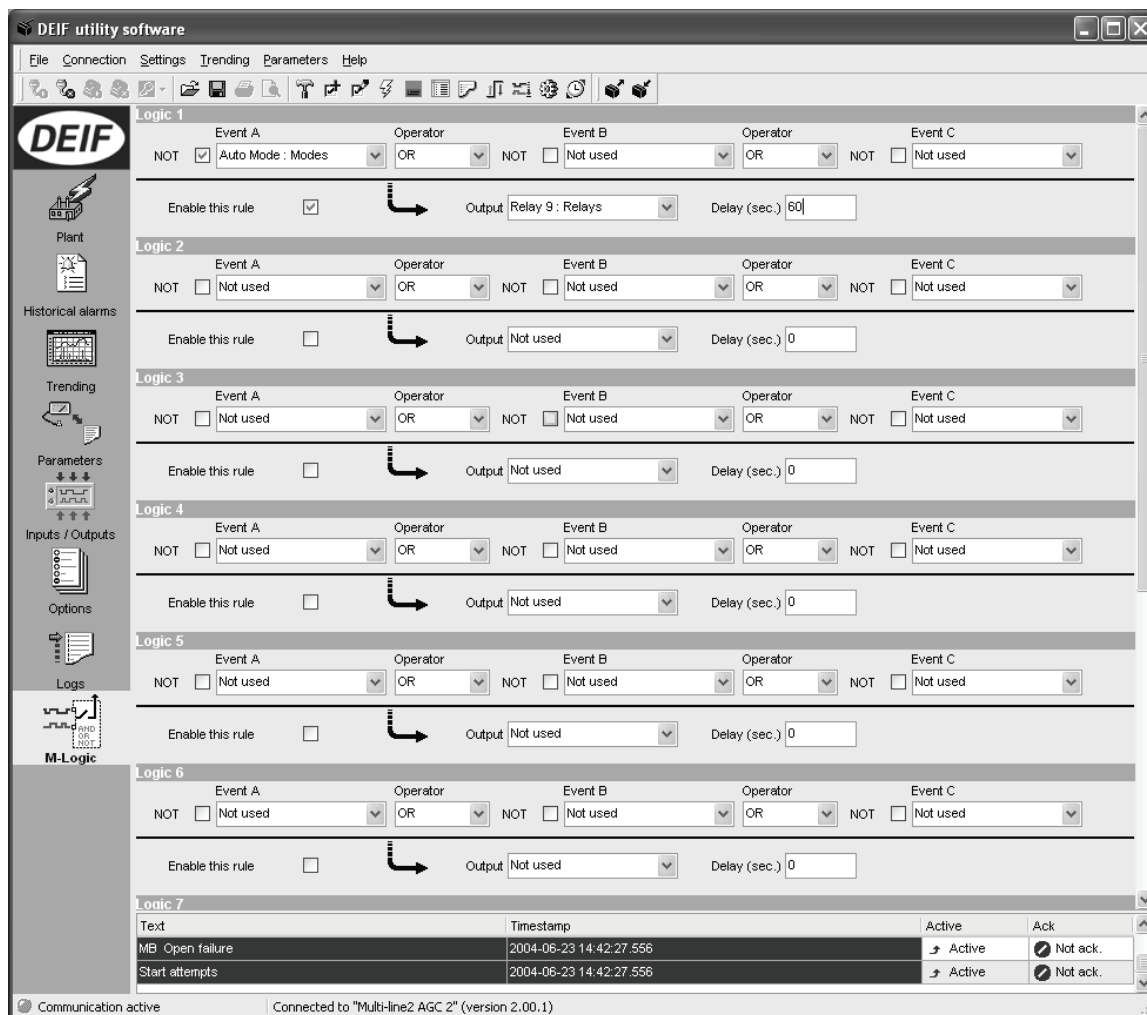 DEIF utility software
File Connection Settings Trending Parameters Help
DEIF
Plant
Historical alarms
Trending
Parameters
Inputs / Outputs
Options
Logs
AND
OR
NOT
M-Logic
Logic 1
Event A Operator Event B Operator Event C
NOT Auto Mode : Modes OR NOT Not used OR NOT Not used
Enable this rule Output Relay 9 : Relays Delay (sec.) 60
Logic 2
Event A Operator Event B Operator Event C
NOT Not used OR NOT Not used OR NOT Not used
Enable this rule Output Not used Delay (sec.) 0
Logic 3
Event A Operator Event B Operator Event C
NOT Not used OR NOT Not used OR NOT Not used
Enable this rule Output Not used Delay (sec.) 0
Logic 4
Event A Operator Event B Operator Event C
NOT Not used OR NOT Not used OR NOT Not used
Enable this rule Output Not used Delay (sec.) 0
Logic 5
Event A Operator Event B Operator Event C
NOT Not used OR NOT Not used OR NOT Not used
Enable this rule Output Not used Delay (sec.) 0
Logic 6
Event A Operator Event B Operator Event C
NOT Not used OR NOT Not used OR NOT Not used
Enable this rule Output Not used Delay (sec.) 0
Logic 7
Text Timestamp Active Ack
MB Open failure 2004-06-23 14:42:27.556 Active Not ack.
Start attempts 2004-06-23 14:42:27.556 Active Not ack.
Communication active Connected to "Multi-line2 AGC 2" (version 2.00.1)